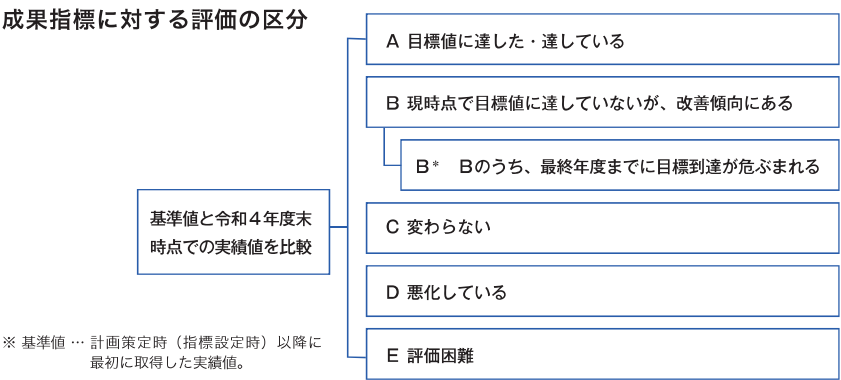 成果指標に対する評価の区分
A 目標値に達した・達している
B 現時点で目標値に達していないが、改善傾向にある
B* Bのうち、最終年度までに目標到達が危ぶまれる
基準値と令和4年度末
時点での実績値を比較
C 変わらない
D 悪化している
E 評価困難
※ 基準値 … 計画策定時（指標設定時）以降に
最初に取得した実績値。